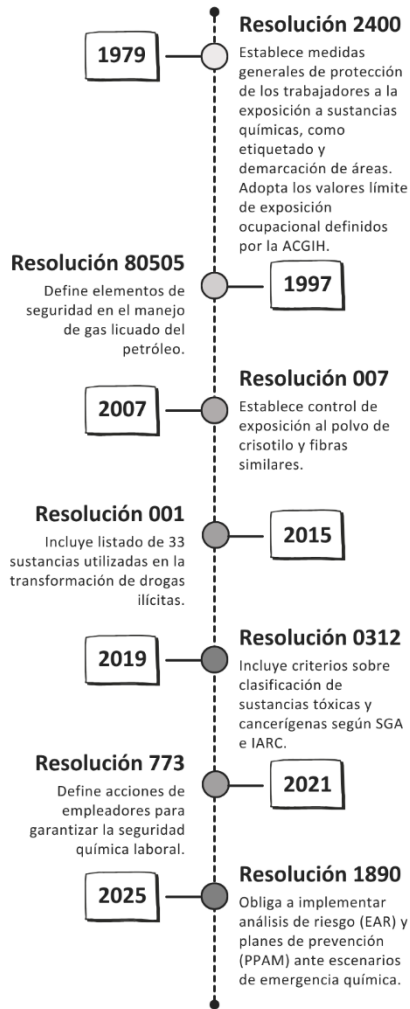 1979
Resolución 2400
Establece medidas
generales de protección
de los trabajadores a la
exposición a sustancias
químicas, como
etiquetado y
demarcación de áreas.
Adopta los valores límite
de exposición
ocupacional definidos
por la ACGIH.
Resolución 80505
Define elementos de
seguridad en el manejo
de gas licuado del
petróleo.
1997
2007
Resolución 007
Establece control de
exposición al polvo de
crisotilo y fibras
similares.
Resolución 001
Incluye listado de 33
sustancias utilizadas en la
transformación de drogas
ilícitas.
2015
2019
Resolución 0312
Incluye criterios sobre
clasificación de
sustancias tóxicas y
cancerígenas según SGA
e IARC.
Resolución 773
Define acciones de
empleadores para
garantizar la seguridad
química laboral.
2021
2025
Resolución 1890
Obliga a implementar
análisis de riesgo (EAR) y
planes de prevención
(PPAM) ante escenarios
de emergencia química.